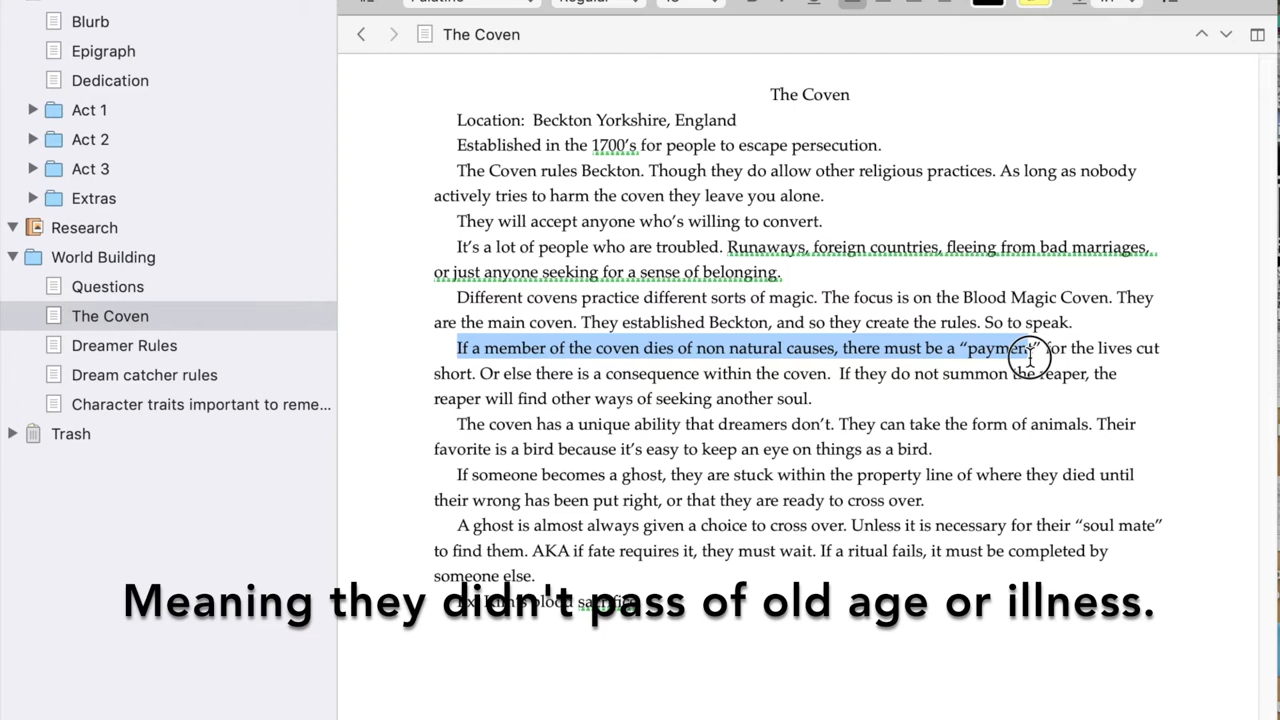 Palatino
Regular
Blurb
Epigraph
Dedication
Act 1
Act 2
Act 3
Extras
Research
World Building
Questions
The Coven
Dreamer Rules
Dream catcher rules
Character traits important to reme...
Trash
The Coven
The Coven
Location:  Beckton Yorkshire, England
Established in the 1700's for people to escape persecution.
The Coven rules Beckton. Though they do allow other religious practices. As long as nobody
actively tries to harm the coven they leave you alone.
They will accept anyone who's willing to convert.
It's a lot of people who are troubled. Runaways, foreign countries, fleeing from bad marriages,
or just anyone seeking for a sense of belonging.
Different covens practice different sorts of magic. The focus is on the Blood Magic Coven. They
are the main coven. They established Beckton, and so they create the rules. So to speak.
If a member of the coven dies of non natural causes, there must be a “payment” for the lives cut
short. Or else there is a consequence within the coven.  If they do not summon the reaper, the
reaper will find other ways of seeking another soul.
The coven has a unique ability that dreamers don't. They can take the form of animals. Their
favorite is a bird because it's easy to keep an eye on things as a bird.
If someone becomes a ghost, they are stuck within the property line of where they died until
their wrong has been put right, or that they are ready to cross over.
A ghost is almost always given a choice to cross over. Unless it is necessary for their “soul mate”
to find them. AKA if fate requires it, they must wait. If a ritual fails, it must be completed by
someone else.
blood
Meaning they didn't pass of old age or illness.